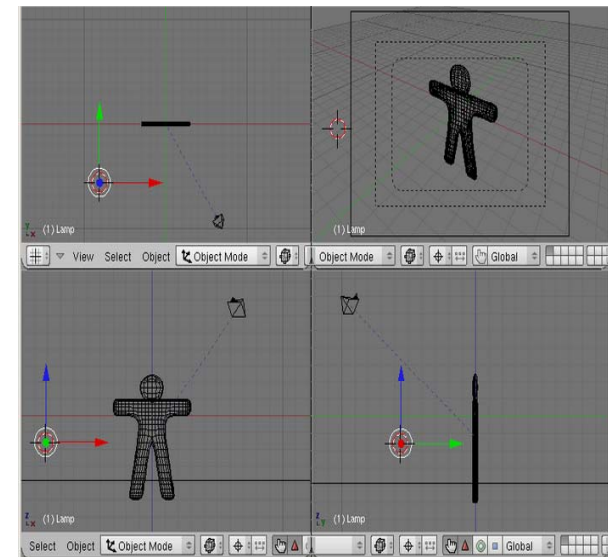 Y
X (1) Lamp
(1) Lamp
View Select Object Object Mode
Object Mode Global
Z
X (1) Lamp
Z
Y (1) Lamp
Select Object Object Mode
Global